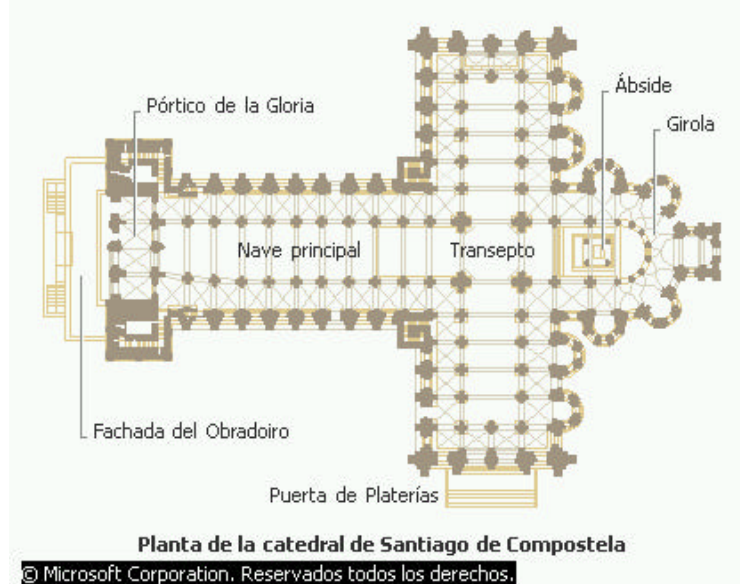 Ábside
Pórtico de la Gloria
Girola
Nave principal
Transepto
Fachada del Obradoiro
Puerta de Platerías
Planta de la catedral de Santiago de Compostela
© Microsoft Corporation. Reservados todos los derechos.